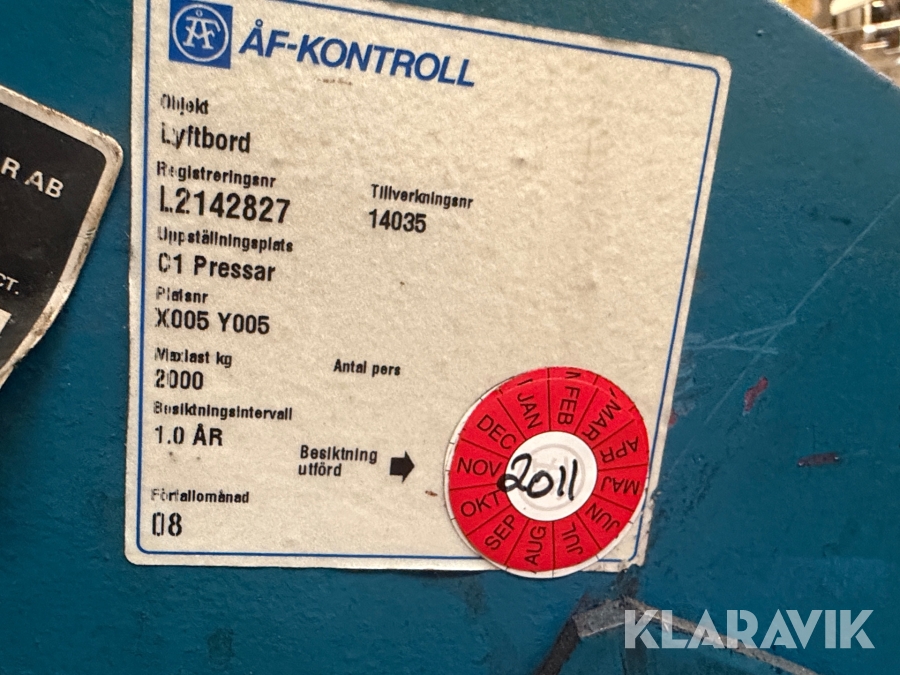 ÅF
ÅF-KONTROLL
Objekt
Lyftbord
Registreringsnr
L2142827
Tillverkningsnr
14035
Uppställningsplats
C1 Pressar
Platsnr
X005 Y005
Maxlast kg
2000
Antal pers
Besiktningsintervall
1.0 ÅR
Besiktning
utförd
Förfallomånad
08
JAN
FEB
MAR
APR
MAJ
JUN
JUL
AUG
SEP
OKT
NOV
DEC
2011
R AB
CT.
KLARAVIK